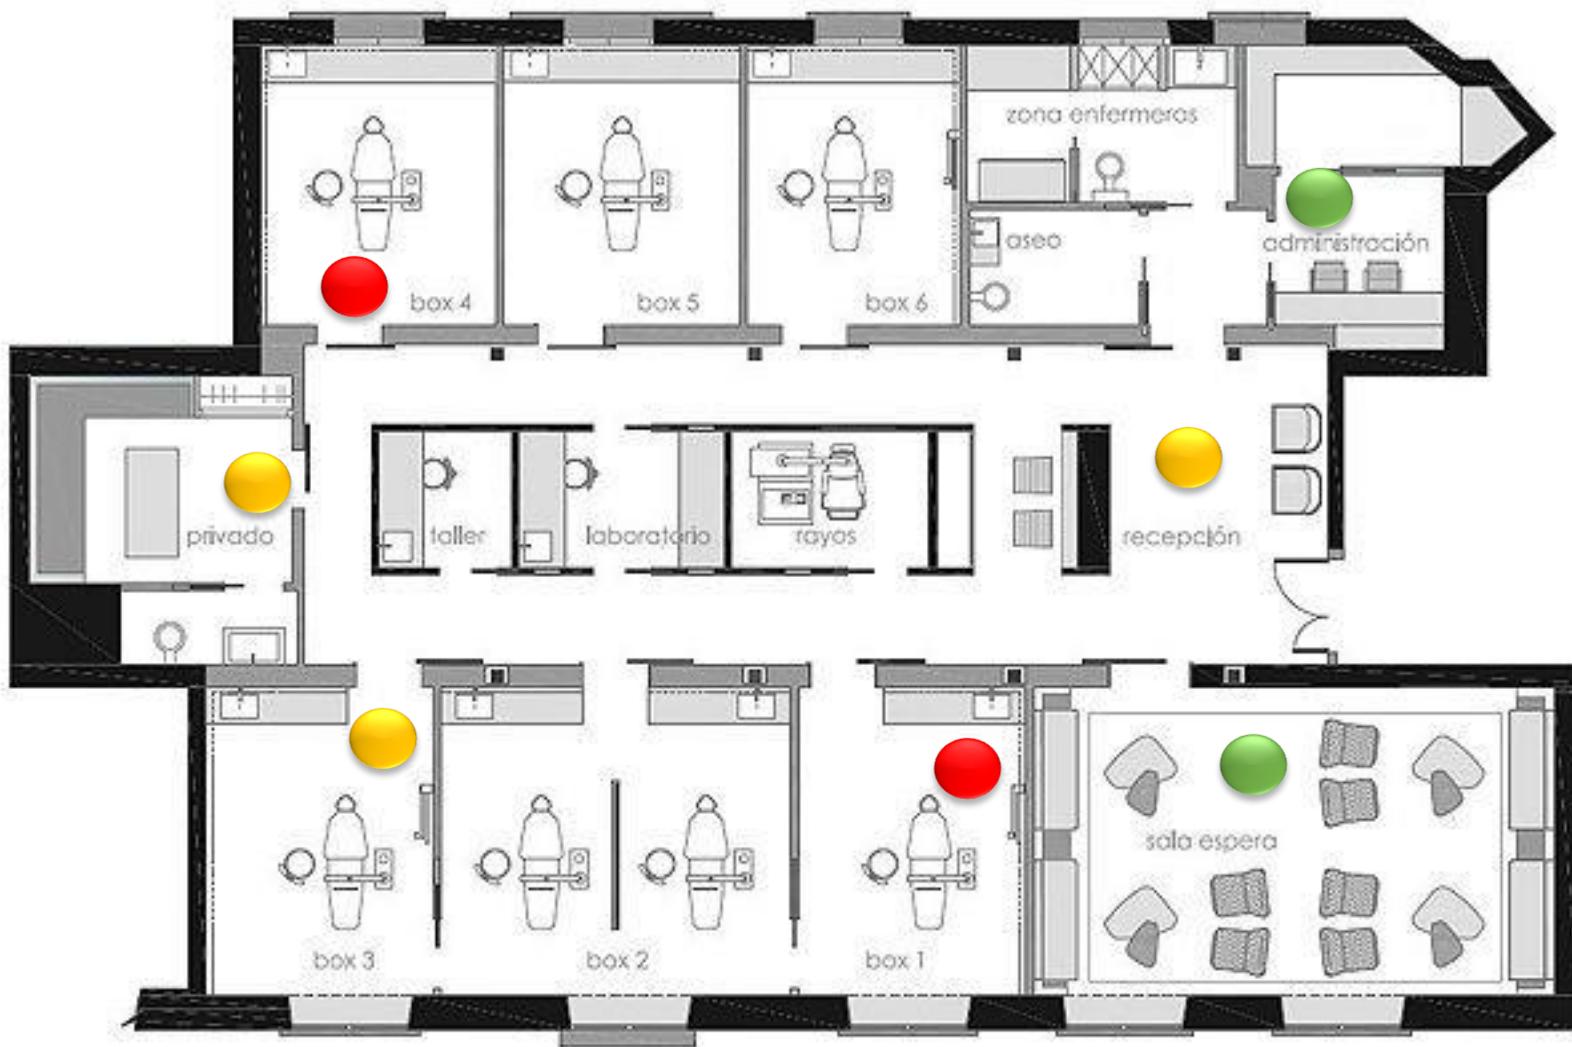 zona enfermeras
aseo
administración
box 4
box 5
box 6
privado
taller
laboratorio
rayos
recepción
sala espera
box 3
box 2
box 1